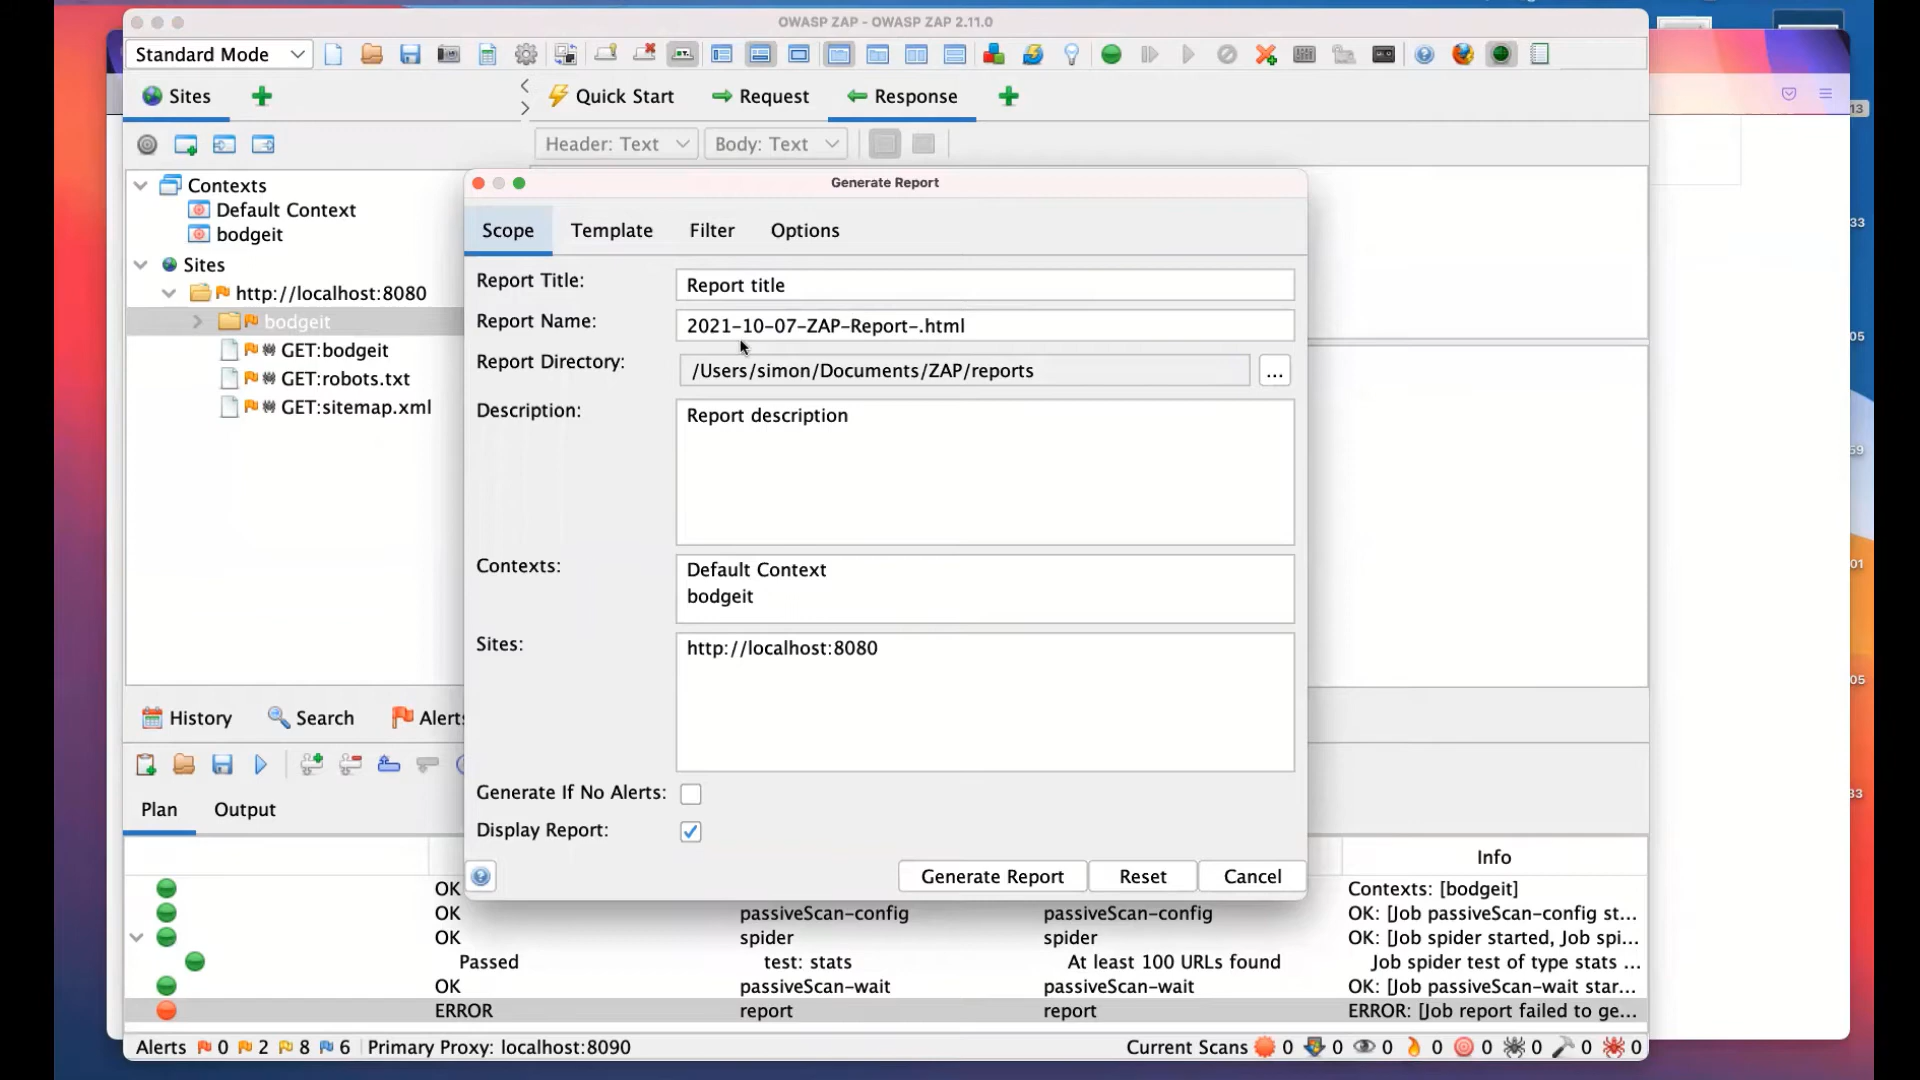 OWASP ZAP - OWASP ZAP 2.11.0
Standard Mode
Sites
Quick Start
Request
Response
13
Header: Text
Body: Text
Contexts
Default Context
bodgeit
Sites
http://localhost:8080
bodgeit
GET:bodgeit
GET:robots.txt
GET:sitemap.xml
Generate Report
Scope
Template
Filter
Options
Report Title:
Report title
Report Name:
2021-10-07-ZAP-Report-.html
Report Directory:
/Users/simon/Documents/ZAP/reports
...
Description:
Report description
Contexts:
Default Context
bodgeit
Sites:
http://localhost:8080
Generate If No Alerts:
Display Report:
Generate Report
Reset
Cancel
33
05
59
01
05
33
History
Search
Alerts
Plan
Output
Info
OK
Contexts: [bodgeit]
OK passiveScan-config passiveScan-config OK: [Job passiveScan-config st...
OK spider spider OK: [Job spider started, Job spi...
Passed test: stats At least 100 URLs found Job spider test of type stats ...
OK passiveScan-wait passiveScan-wait OK: [Job passiveScan-wait star...
ERROR report report ERROR: [Job report failed to ge...
Alerts 0 2 8 6 Primary Proxy: localhost:8090
Current Scans 0 0 0 0 0 0 0 0